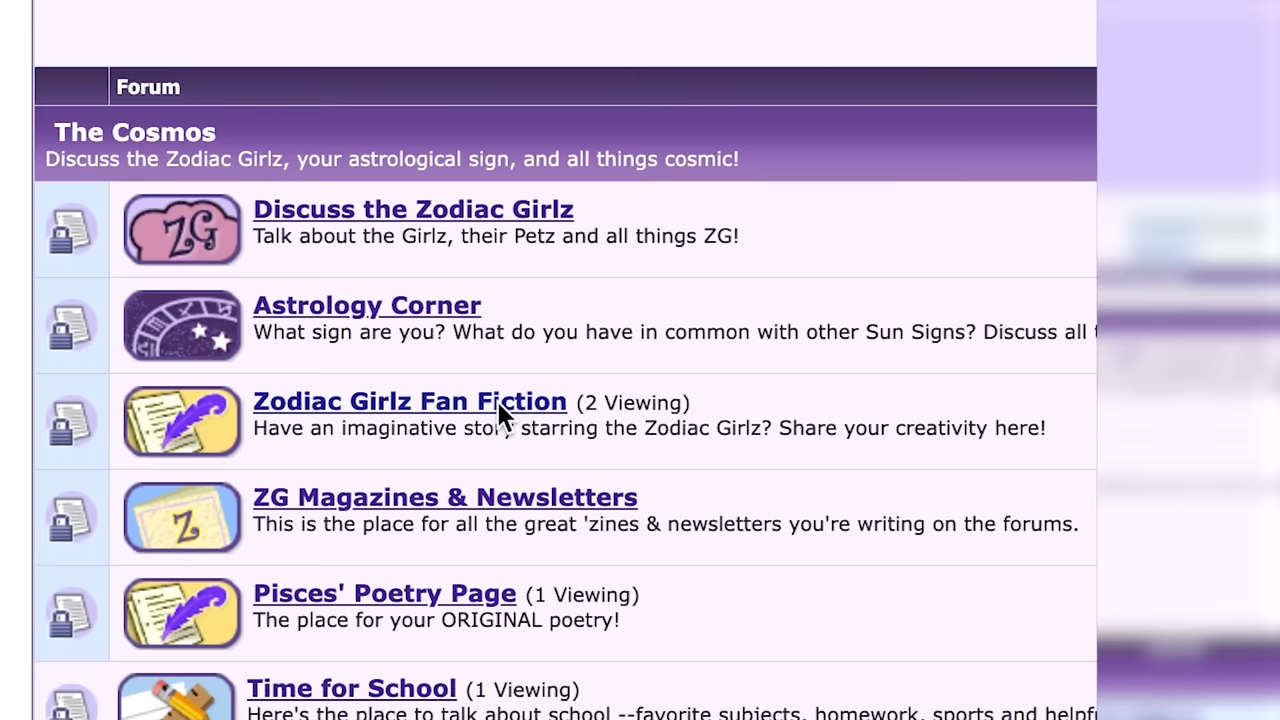 Forum
The Cosmos
Discuss the Zodiac Girlz, your astrological sign, and all things cosmic!
ZG
Discuss the Zodiac Girlz
Talk about the Girlz, their Petz and all things ZG!
Astrology Corner
What sign are you? What do you have in common with other Sun Signs? Discuss all
Zodiac Girlz Fan Fiction (2 Viewing)
Have an imaginative story starring the Zodiac Girlz? Share your creativity here!
Z
ZG Magazines & Newsletters
This is the place for all the great 'zines & newsletters you're writing on the forums.
Pisces' Poetry Page (1 Viewing)
The place for your ORIGINAL poetry!
Time for School (1 Viewing)
Here's the place to talk about school --favorite subjects, homework, sports and